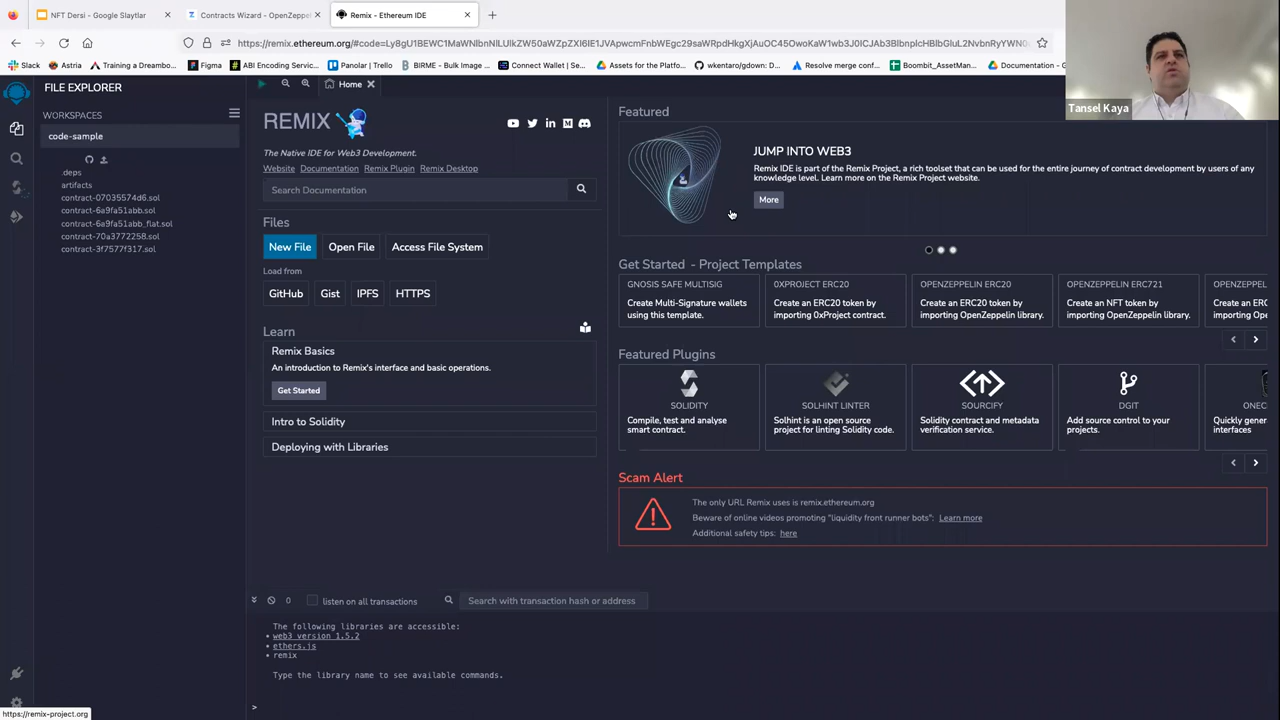 NFT Dersi - Google Slaytlar
Contracts Wizard - OpenZeppel
Remix - Ethereum IDE
Slack
Astria
Training a Dreambo...
Figma
ABI Encoding Service...
Panolar | Trello
BIRME - Bulk Image ...
Connect Wallet | Se...
Assets for the Platfo...
wkentaro/gdown: Do...
Resolve merge conf...
Boombit_AssetMan...
Documentation - G
Tansel Kaya
FILE EXPLORER
WORKSPACES
code-sample
.deps
artifacts
contract-07035574d6.sol
contract-6a9fa51abb.sol
contract-6a9fa51abb_flat.sol
contract-70a3772258.sol
contract-3f7577f317.sol
Home
REMIX
The Native IDE for Web3 Development.
Website Documentation Remix Plugin Remix Desktop
Search Documentation
Files
New File Open File Access File System
Load from
GitHub Gist IPFS HTTPS
Learn
Remix Basics
An introduction to Remix's interface and basic operations.
Get Started
Intro to Solidity
Deploying with Libraries
Featured
JUMP INTO WEB3
Remix IDE is part of the Remix Project, a rich toolset that can be used for the entire journey of contract development by users of any
knowledge level. Learn more on the Remix Project website.
More
Get Started - Project Templates
GNOSIS SAFE MULTISIG
Create Multi-Signature wallets
using this template.
0XPROJECT ERC20
Create an ERC20 token by
importing 0xProject contract.
OPENZEPPELIN ERC20
Create an ERC20 token by
importing OpenZeppelin library.
OPENZEPPELIN ERC721
Create an NFT token by
importing OpenZeppelin library.
OPENZEPPELIN
Create an ERC
importing Ope
Featured Plugins
SOLIDITY
Compile, test and analyse
smart contract.
SOLHINT LINTER
Solhint is an open source
project for linting Solidity code.
SOURCIFY
Solidity contract and metadata
verification service.
DGIT
Add source control to your
projects.
ONEC
Quickly gener
interfaces
Scam Alert
The only URL Remix uses is remix.ethereum.org
Beware of online videos promoting "liquidity front runner bots": Learn more
Additional safety tips: here
0 listen on all transactions
Search with transaction hash or address
The following libraries are accessible:
• web3 version 1.5.2
• ethers.js
• remix
Type the library name to see available commands.
>
https://remix-project.org